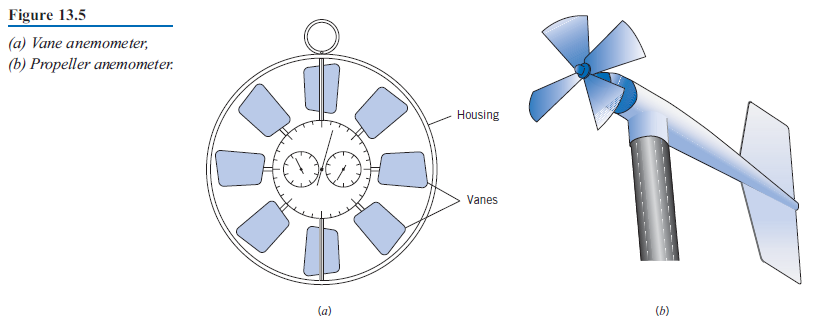 Figure 13.5
(a) Vane anemometer,
(b) Propeller anemometer.
Housing
Vanes
(a)
(b)